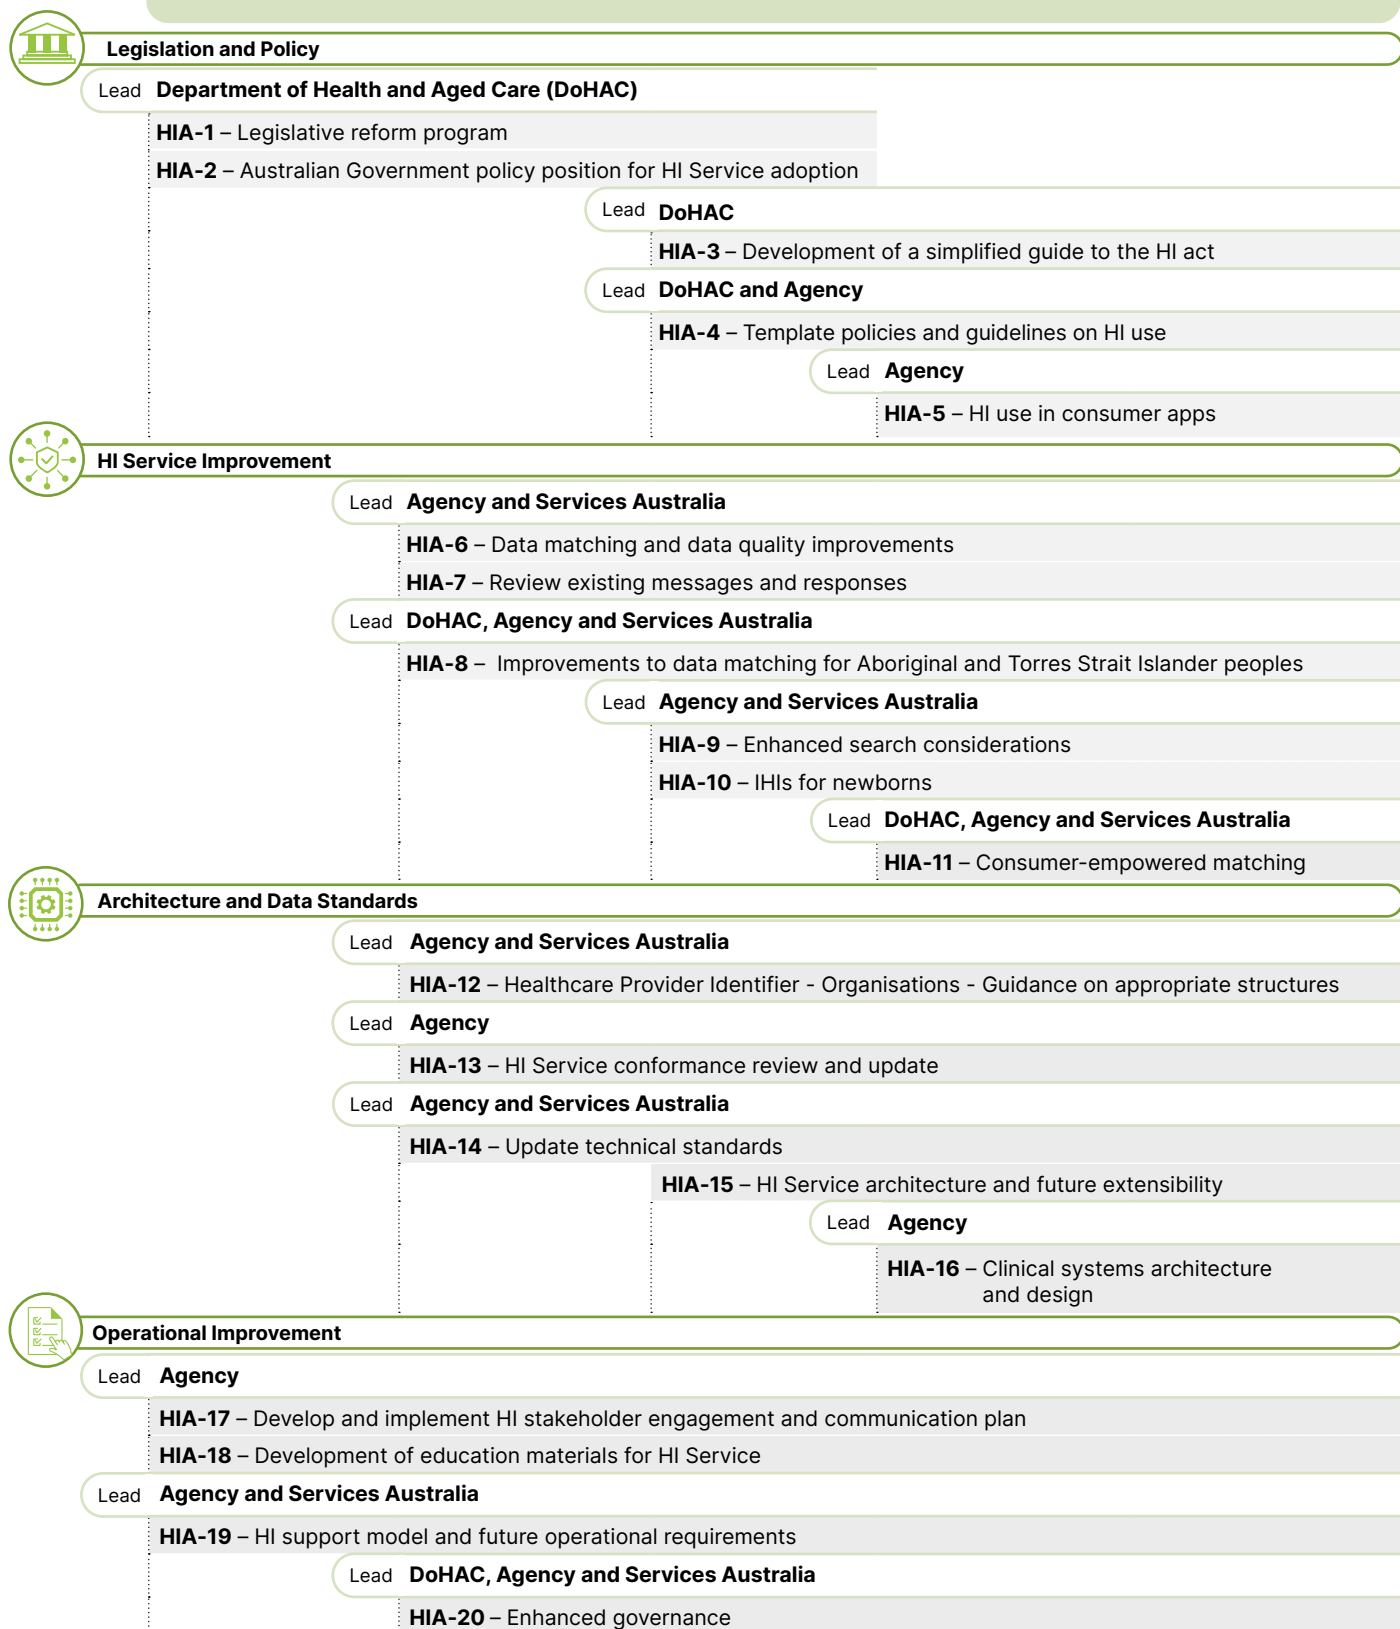 Legislation and Policy
Lead Department of Health and Aged Care (DoHAC)
HIA-1 – Legislative reform program
HIA-2 – Australian Government policy position for HI Service adoption
Lead DoHAC
HIA-3 – Development of a simplified guide to the HI act
Lead DoHAC and Agency
HIA-4 – Template policies and guidelines on HI use
Lead Agency
HIA-5 – HI use in consumer apps
HI Service Improvement
Lead Agency and Services Australia
HIA-6 – Data matching and data quality improvements
HIA-7 – Review existing messages and responses
Lead DoHAC, Agency and Services Australia
HIA-8 – Improvements to data matching for Aboriginal and Torres Strait Islander peoples
Lead Agency and Services Australia
HIA-9 – Enhanced search considerations
HIA-10 – IHIs for newborns
Lead DoHAC, Agency and Services Australia
HIA-11 – Consumer-empowered matching
Architecture and Data Standards
Lead Agency and Services Australia
HIA-12 – Healthcare Provider Identifier - Organisations - Guidance on appropriate structures
Lead Agency
HIA-13 – HI Service conformance review and update
Lead Agency and Services Australia
HIA-14 – Update technical standards
HIA-15 – HI Service architecture and future extensibility
Lead Agency
HIA-16 – Clinical systems architecture
and design
Operational Improvement
Lead Agency
HIA-17 – Develop and implement HI stakeholder engagement and communication plan
HIA-18 – Development of education materials for HI Service
Lead Agency and Services Australia
HIA-19 – HI support model and future operational requirements
Lead DoHAC, Agency and Services Australia
HIA-20 – Enhanced governance